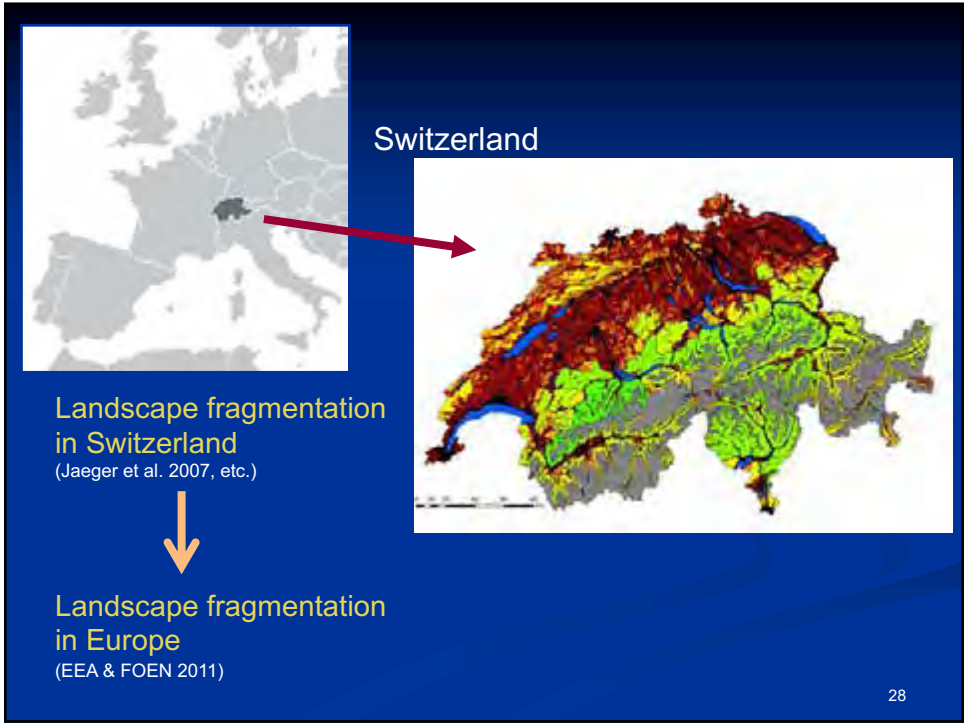 Switzerland
Landscape fragmentation
in Switzerland
(Jaeger et al. 2007, etc.)
Landscape fragmentation
in Europe
(EEA & FOEN 2011)
28